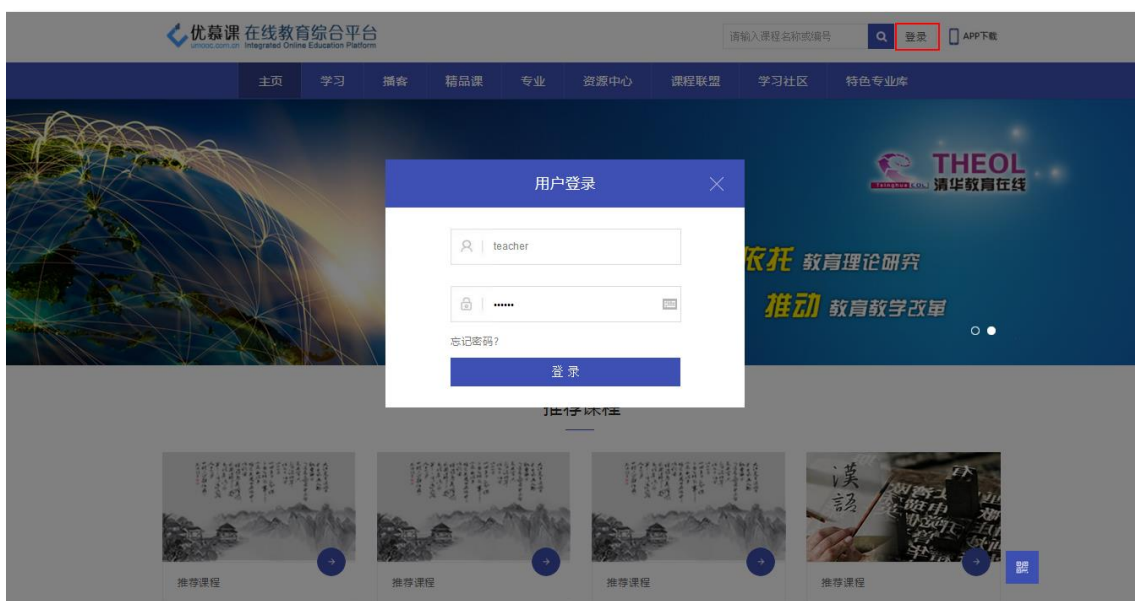 优慕课 在线教育综合平台
umooc.com.cn Integrated Online Education Platform
请输入课程名称或编号
登录
APP下载
主页 学习 播客 精品课 专业 资源中心 课程联盟 学习社区 特色专业库
THEOL
清华教育在线
用户登录
teacher
••••••
忘记密码?
登 录
依托 教育理论研究
推动 教育教学改革
推荐课程
漢語
推荐课程 推荐课程 推荐课程 推荐课程